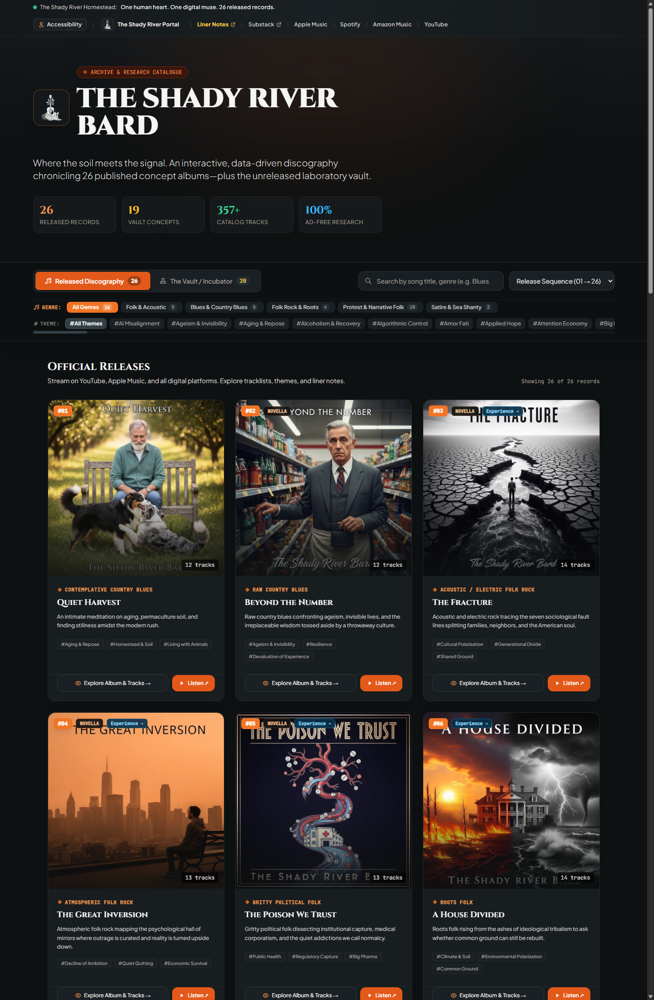 The Shady River Homestead: One human heart. One digital muse. 26 released records.
Accessibility | The Shady River Portal | Liner Notes | Substack | Apple Music | Spotify | Amazon Music | YouTube
ARCHIVE & RESEARCH CATALOGUE
THE SHADY RIVER
BARD
Where the soil meets the signal. An interactive, data-driven discography
chronicling 26 published concept albums—plus the unreleased laboratory vault.
26 19 357+ 100%
RELEASED RECORDS VAULT CONCEPTS CATALOG TRACKS AD-FREE RESEARCH
Released Discography 26 The Vault / Incubator 20 Search by song title, genre (e.g. Blues, Release Sequence (01 → 26)
GENRE: All Genres 26 Folk & Acoustic 5 Blues & Country Blues 5 Folk Rock & Roots 4 Protest & Narrative Folk 10 Satire & Sea Shanty 2
# THEME: #All Themes #AI Misalignment #Ageism & Invisibility #Aging & Repose #Alcoholism & Recovery #Algorithmic Control #Amor Fati #Applied Hope #Attention Economy #Big
OFFICIAL RELEASES
Stream on YouTube, Apple Music, and all digital platforms. Explore tracklists, themes, and liner notes.
Showing 26 of 26 records
#01
QUIET HARVEST
THE SHADY RIVER BAR
12 tracks
CONTEMPLATIVE COUNTRY BLUES
QUIET HARVEST
An intimate meditation on aging, permaculture soil, and
finding stillness amidst the modern rush.
#Aging & Repose #Homestead & Soil #Living with Animals
Explore Album & Tracks → Listen ↗
#02 NOVELLA
YOND THE NUMBER
The Shady River Bard
12 tracks
RAW COUNTRY BLUES
BEYOND THE NUMBER
Raw country blues confronting ageism, invisible lives, and the
irreplaceable wisdom tossed aside by a throwaway culture.
#Ageism & Invisibility #Resilience
#Devaluation of Experience
Explore Album & Tracks → Listen ↗
#03 NOVELLA Experience →
THE FRACTURE
The Shady River Bard
14 tracks
ACOUSTIC / ELECTRIC FOLK ROCK
THE FRACTURE
Acoustic and electric rock tracing the seven sociological fault
lines splitting families, neighbors, and the American soul.
#Cultural Polarization #Generational Divide
#Shared Ground
Explore Album & Tracks → Listen ↗
#04 NOVELLA Experience →
THE GREAT INVERSION
13 tracks
ATMOSPHERIC FOLK ROCK
THE GREAT INVERSION
Atmospheric folk rock mapping the psychological hall of
mirrors where outrage is curated and reality is turned upside
down.
#Decline of Ambition #Quiet Quitting #Economic Survival
Explore Album & Tracks → Listen ↗
#05 NOVELLA Experience →
THE POISON WE TRUST
THE SHADY RIVER B
13 tracks
GRITTY POLITICAL FOLK
THE POISON WE TRUST
Gritty political folk dissecting institutional capture, medical
corporatism, and the quiet addictions we call normalcy.
#Public Health #Regulatory Capture #Big Pharma
Explore Album & Tracks → Listen ↗
#06 Experience →
A HOUSE DIVIDED
THE SHADY RIVER B
14 tracks
ROOTS FOLK
A HOUSE DIVIDED
Roots folk rising from the ashes of ideological tribalism to ask
whether common ground can still be rebuilt.
#Climate & Soil #Environmental Polarization
#Common Ground
Explore Album & Tracks → Listen ↗